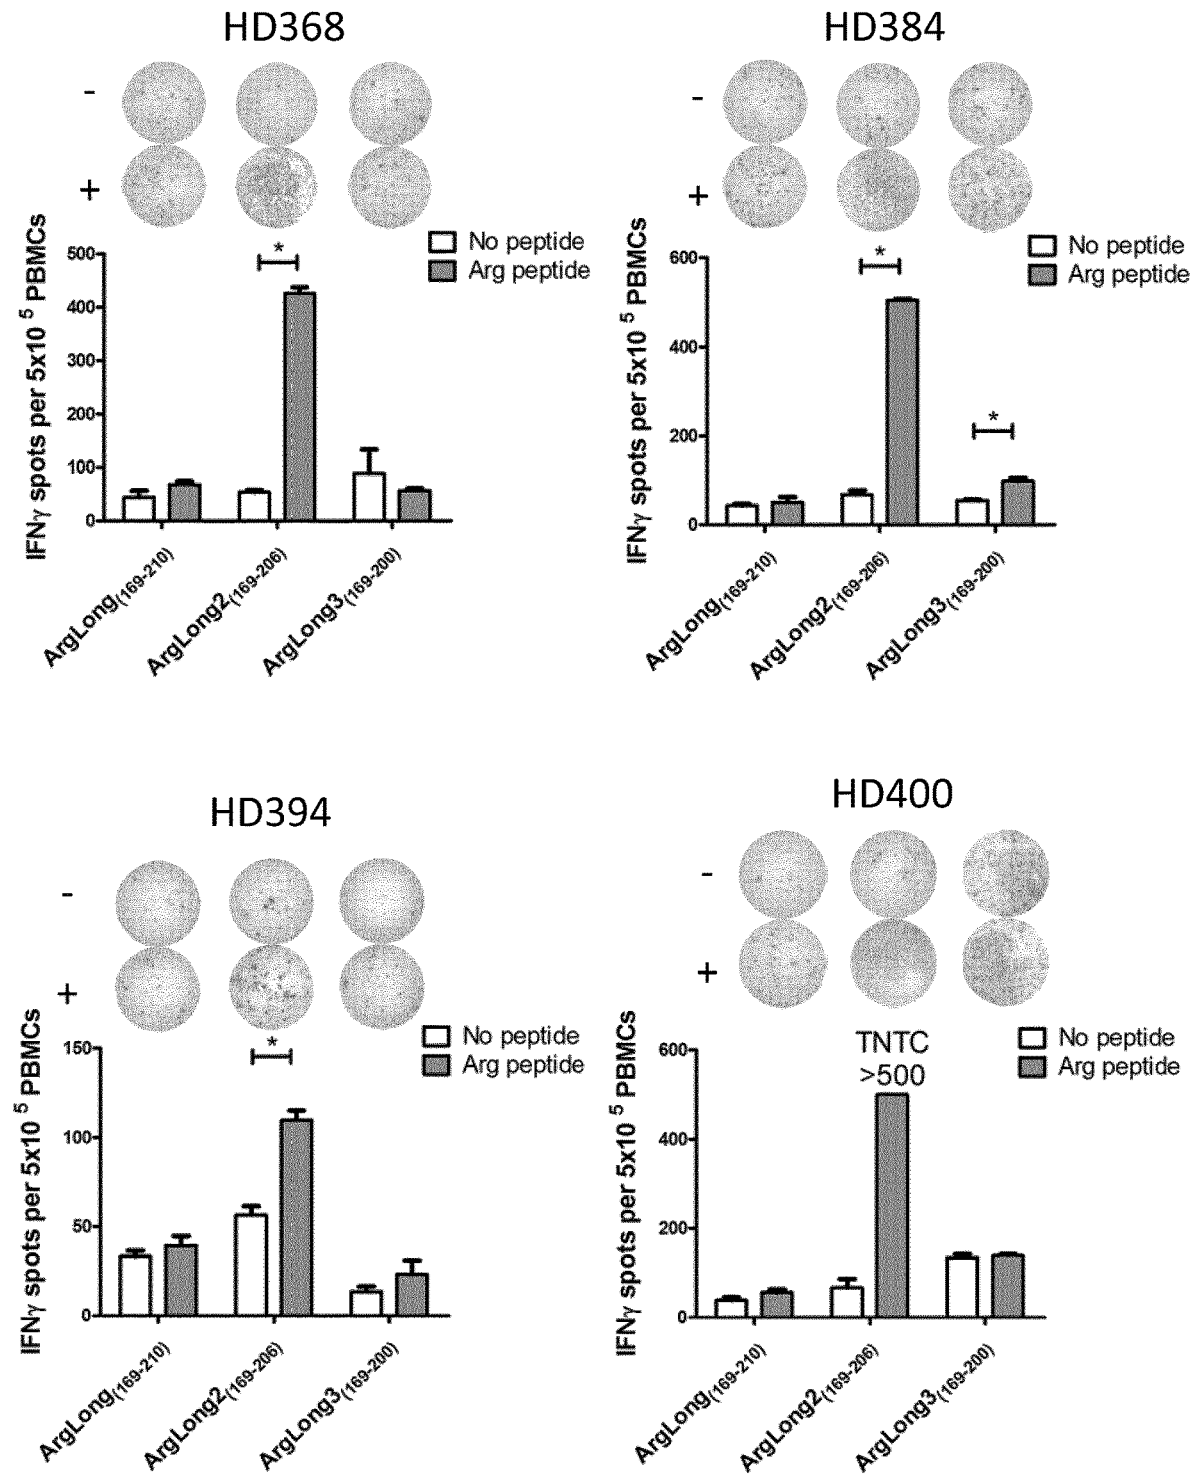 HD368
-
+
IFNγ spots per 5x10 5 PBMCs
500
400
300
200
100
0
*
No peptide
Arg peptide
ArgLong(169-210)
ArgLong2(169-206)
ArgLong3(169-200)
HD384
-
+
IFNγ spots per 5x10 5 PBMCs
600
400
200
0
*
*
No peptide
Arg peptide
ArgLong(169-210)
ArgLong2(169-206)
ArgLong3(169-200)
HD394
-
+
IFNγ spots per 5x10 5 PBMCs
150
100
50
0
*
No peptide
Arg peptide
ArgLong(169-210)
ArgLong2(169-206)
ArgLong3(169-200)
HD400
-
+
IFNγ spots per 5x10 5 PBMCs
600
400
200
0
TNTC
>500
No peptide
Arg peptide
ArgLong(169-210)
ArgLong2(169-206)
ArgLong3(169-200)